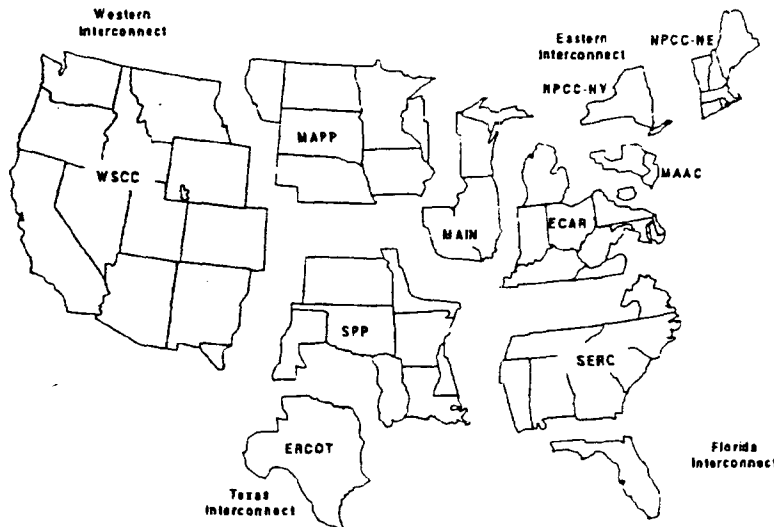 Western
Interconnect
Eastern
Interconnect
NPCC-NE
NPCC-NY
MAPP
WSCC
MAAC
MAIN
ECAR
SPP
SERC
ERCOT
Texas
Interconnect
Florida
Interconnect